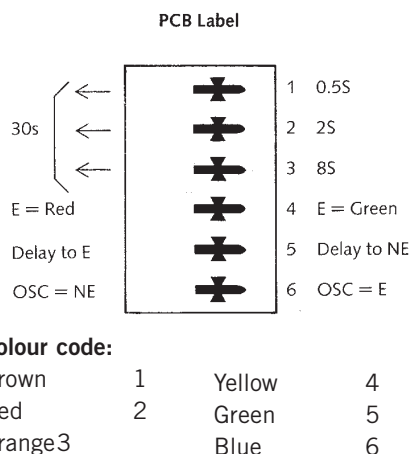 PCB Label
1 0.5S
30s 2 2S
3 8S
E = Red 4 E = Green
Delay to E 5 Delay to NE
OSC = NE 6 OSC = E
olour code:
rown 1 Yellow 4
ed 2 Green 5
range3 Blue 6